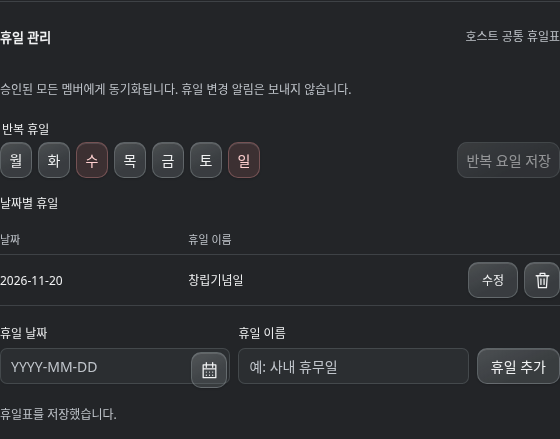 휴일 관리
호스트 공통 휴일표
승인된 모든 멤버에게 동기화됩니다. 휴일 변경 알림은 보내지 않습니다.
반복 휴일
월 화 수 목 금 토 일 반복 요일 저장
날짜별 휴일
날짜 휴일 이름
2026-11-20 창립기념일 수정
휴일 날짜 휴일 이름
YYYY-MM-DD 예: 사내 휴무일 휴일 추가
휴일표를 저장했습니다.